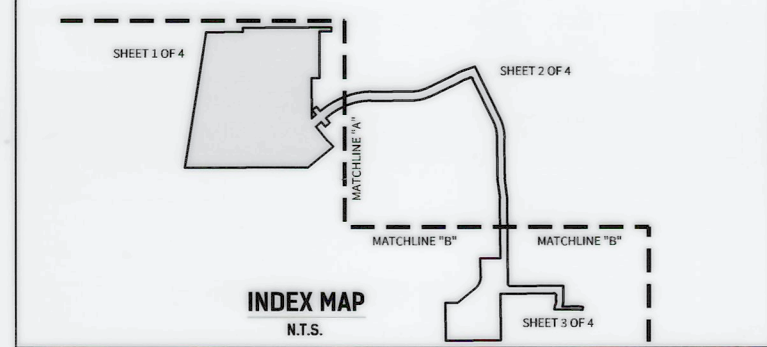 SHEET 1 OF 4
SHEET 2 OF 4
MATCHLINE "A"
MATCHLINE "B"
MATCHLINE "B"
INDEX MAP
N.T.S.
SHEET 3 OF 4